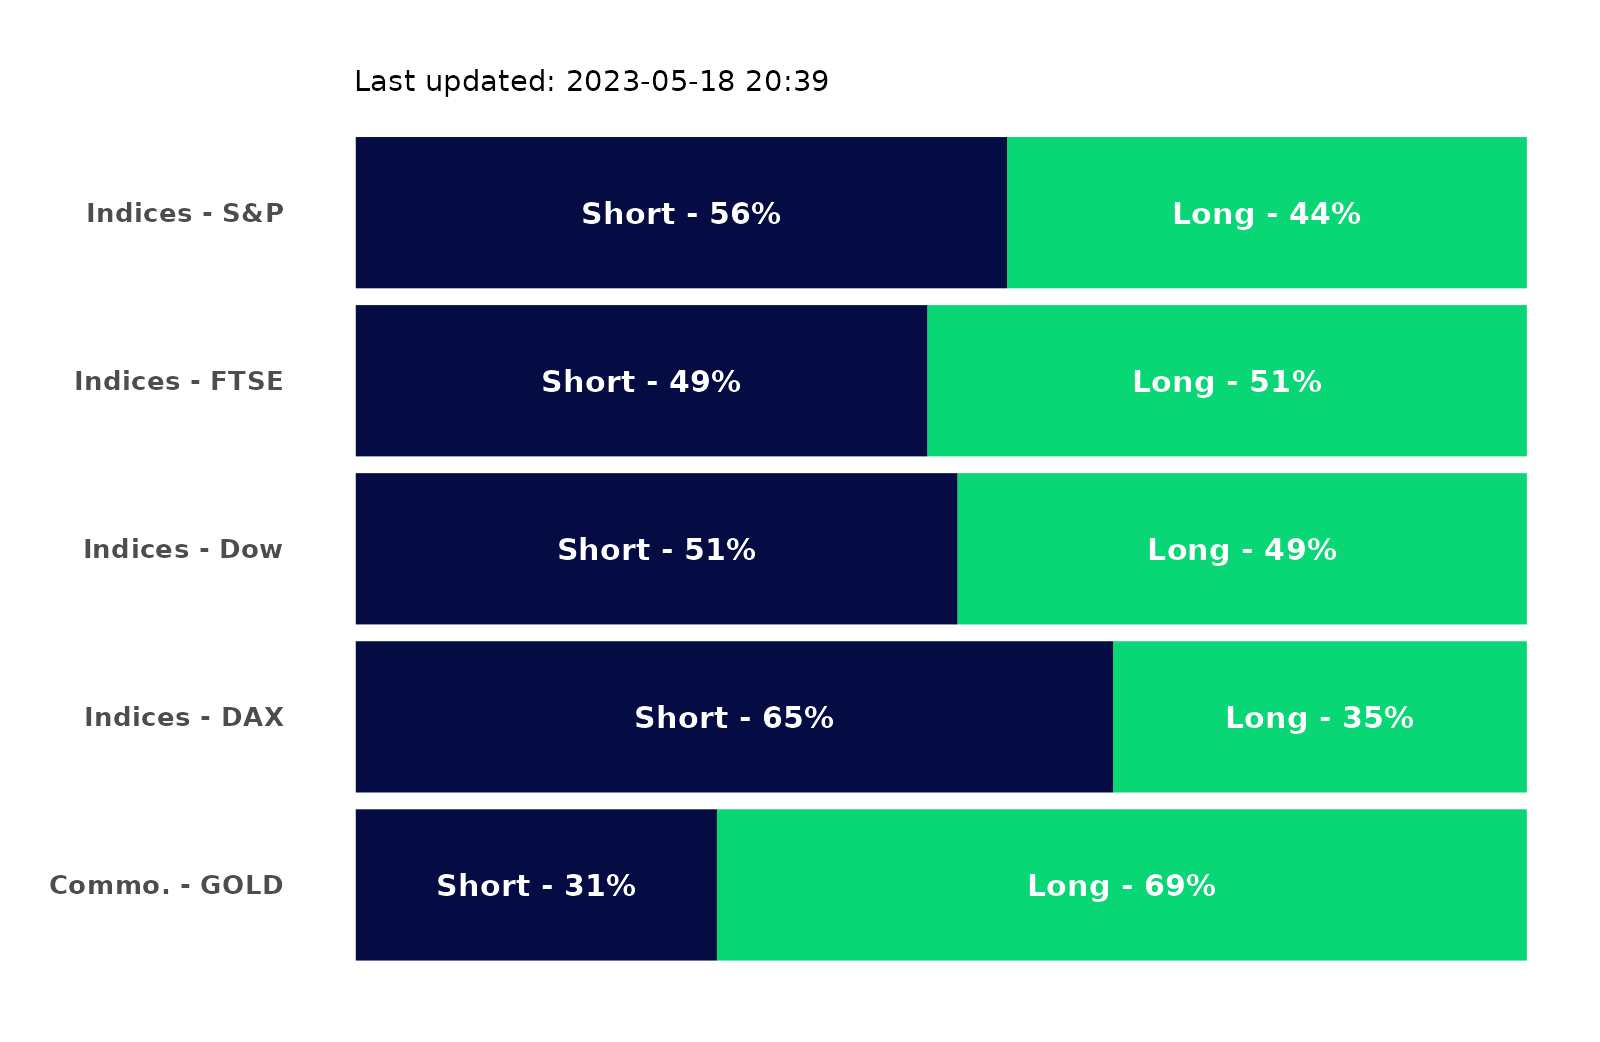 Last updated: 2023-05-18 20:39
Indices - S&P Short - 56% Long - 44%
Indices - FTSE Short - 49% Long - 51%
Indices - Dow Short - 51% Long - 49%
Indices - DAX Short - 65% Long - 35%
Commo. - GOLD Short - 31% Long - 69%